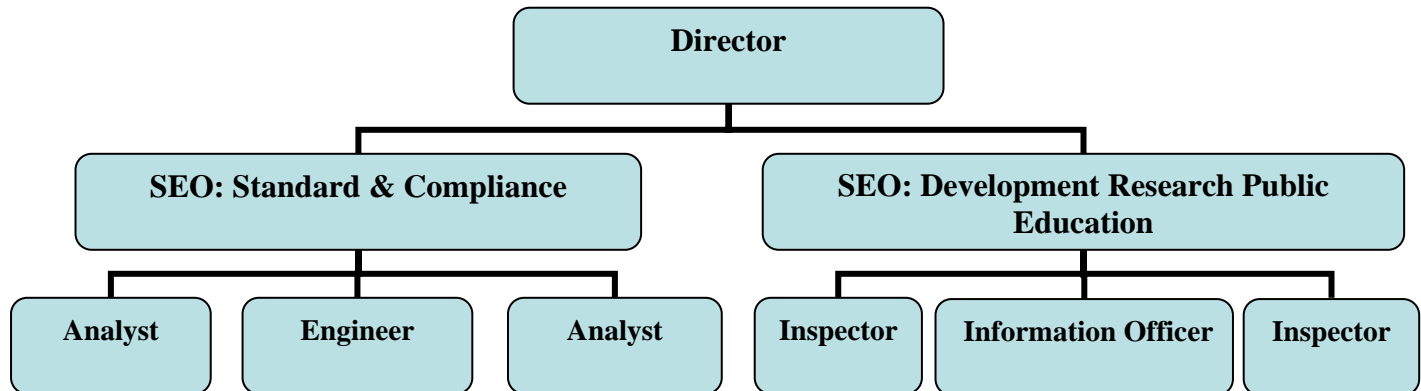 Director
SEO: Standard & Compliance
SEO: Development Research Public
Education
Analyst
Engineer
Analyst
Inspector
Information Officer
Inspector